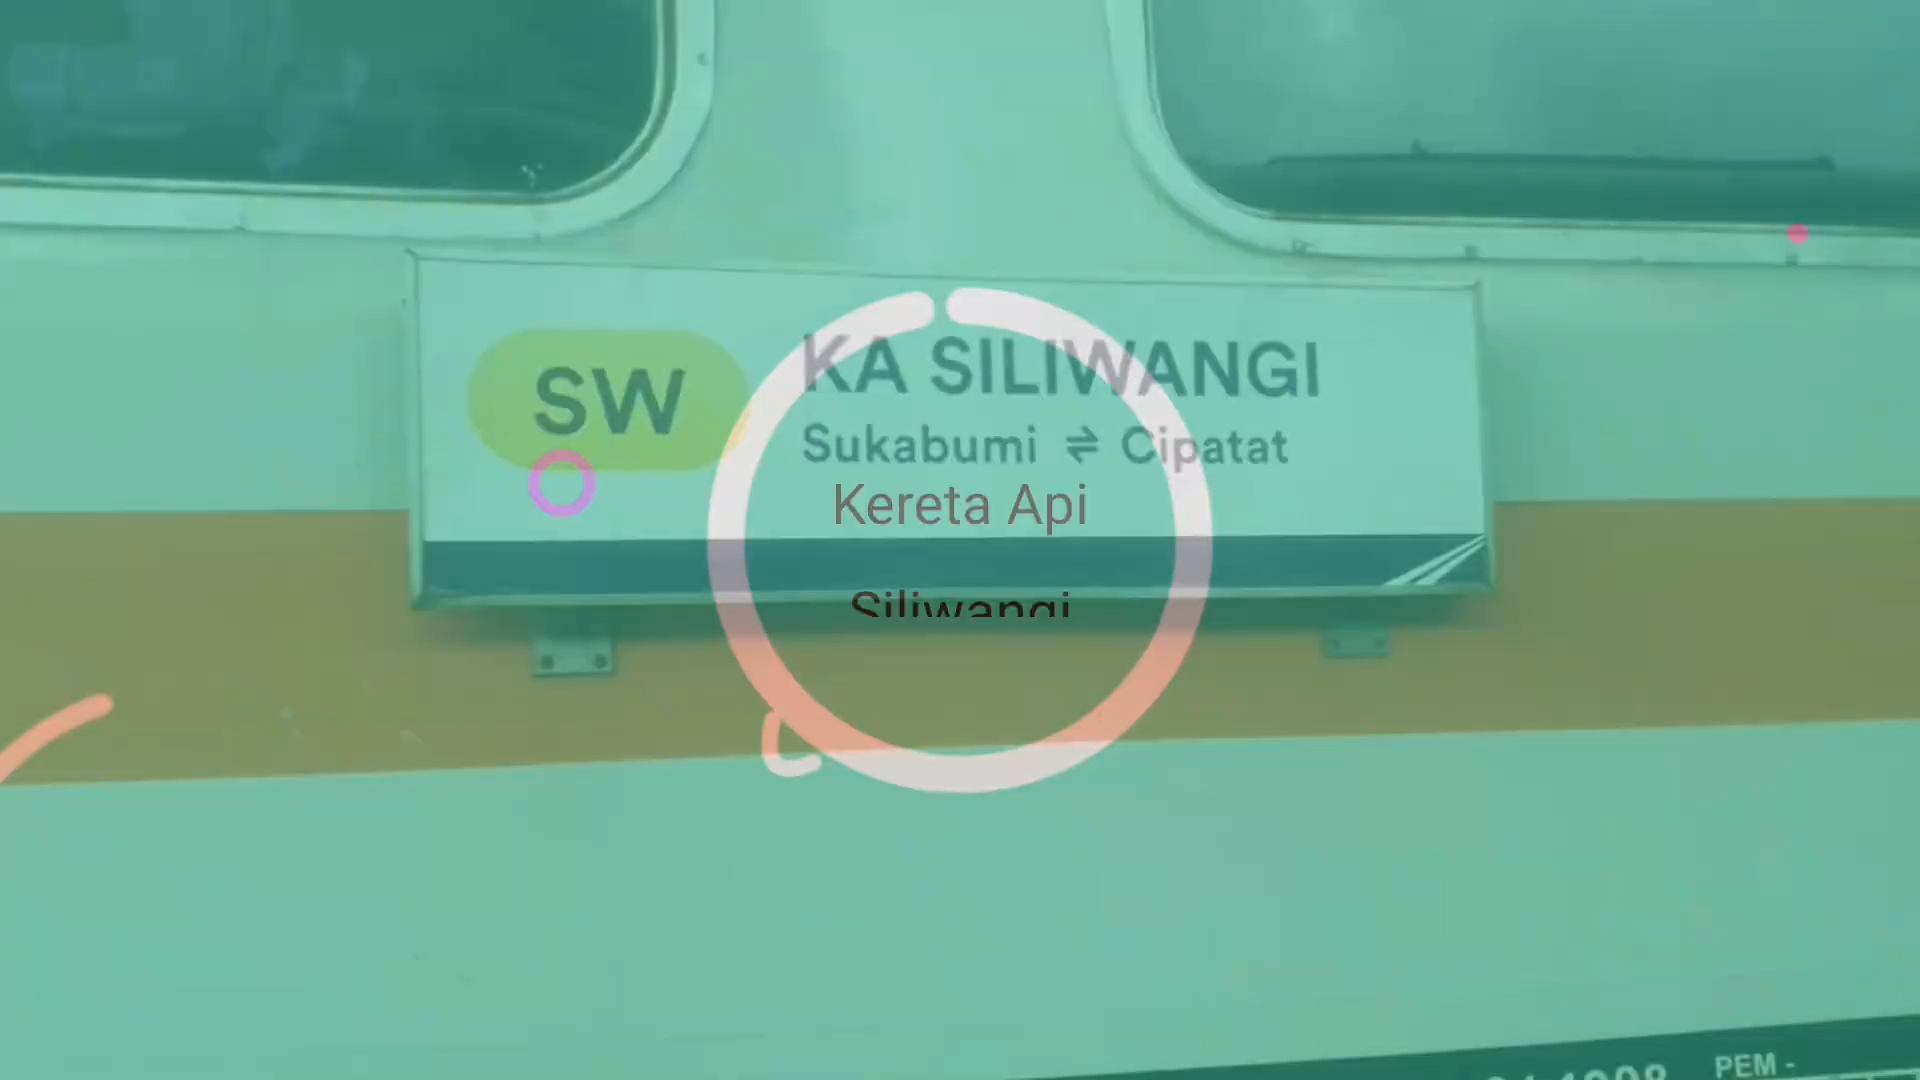 SW
KA SILIWANGI
Sukabumi ⇌ Cipatat
Kereta Api
Siliwangi
PEM -